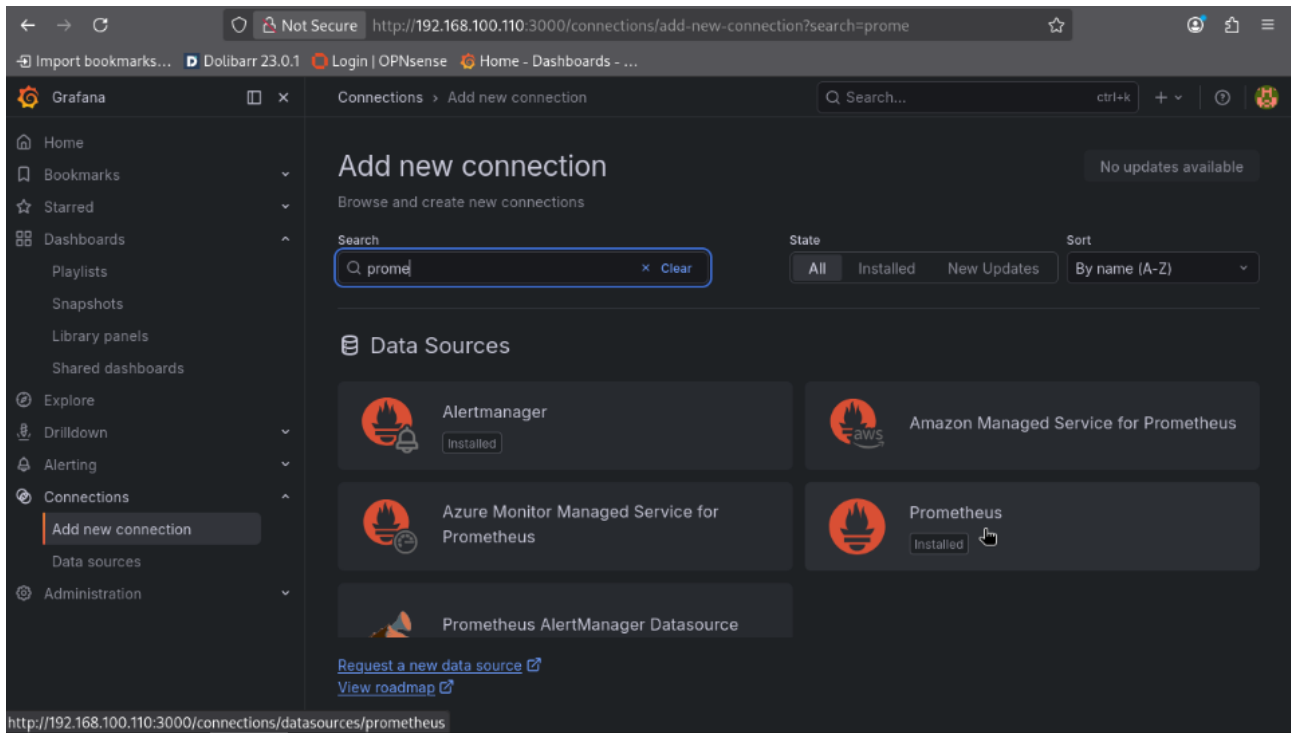 Not Secure http://192.168.100.110:3000/connections/add-new-connection?search=prome
Import bookmarks... Dolibarr 23.0.1 Login | OPNsense Home - Dashboards - ...
Grafana Connections › Add new connection Search... ctrl+k
Home
Bookmarks
Starred
Dashboards
Playlists
Snapshots
Library panels
Shared dashboards
Explore
Drilldown
Alerting
Connections
Add new connection
Data sources
Administration
Add new connection
No updates available
Browse and create new connections
Search State Sort
prome Clear All Installed New Updates By name (A-Z)
Data Sources
Alertmanager
Installed
Amazon Managed Service for Prometheus
aws
Azure Monitor Managed Service for
Prometheus
Prometheus
Installed
Prometheus AlertManager Datasource
Request a new data source
View roadmap
http://192.168.100.110:3000/connections/datasources/prometheus